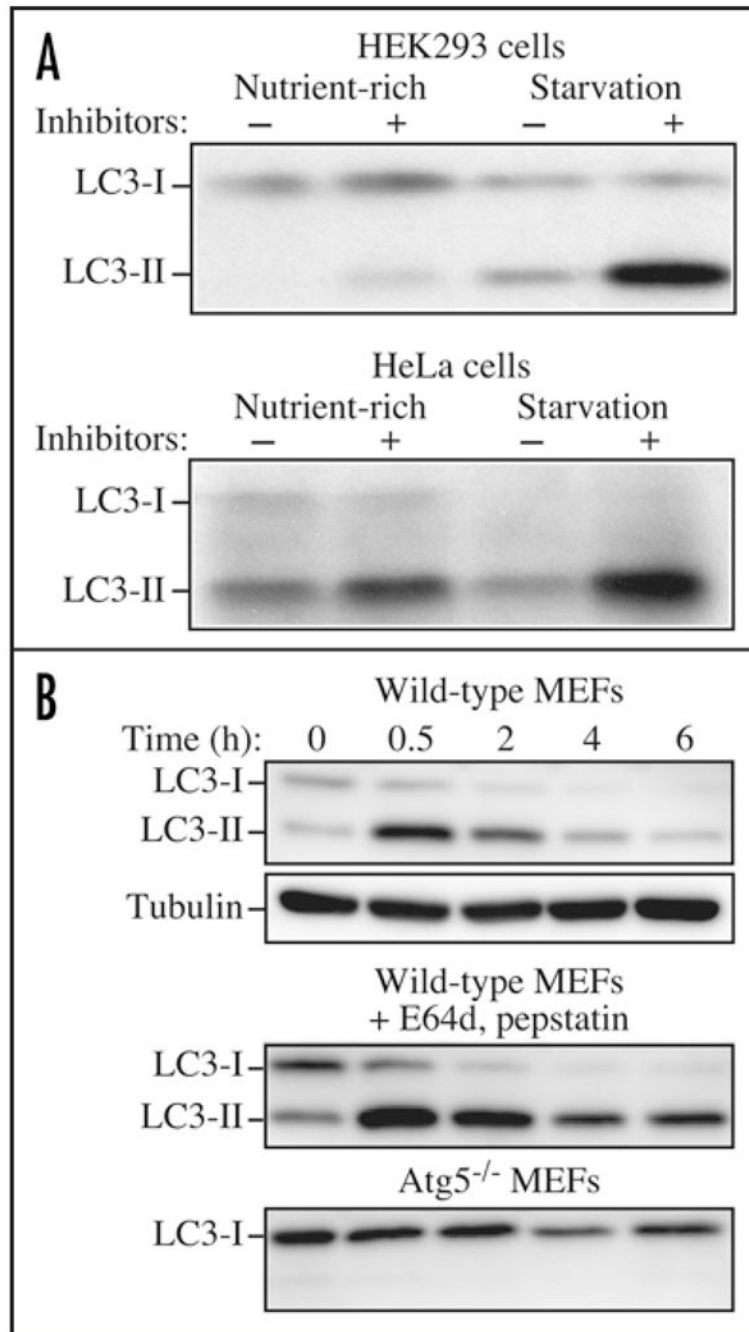 A
HEK293 cells
Nutrient-rich Starvation
Inhibitors: – + – +
LC3-I
LC3-II
HeLa cells
Nutrient-rich Starvation
Inhibitors: – + – +
LC3-I
LC3-II
B
Wild-type MEFs
Time (h): 0 0.5 2 4 6
LC3-I
LC3-II
Tubulin
Wild-type MEFs
+ E64d, pepstatin
LC3-I
LC3-II
Atg5-/- MEFs
LC3-I